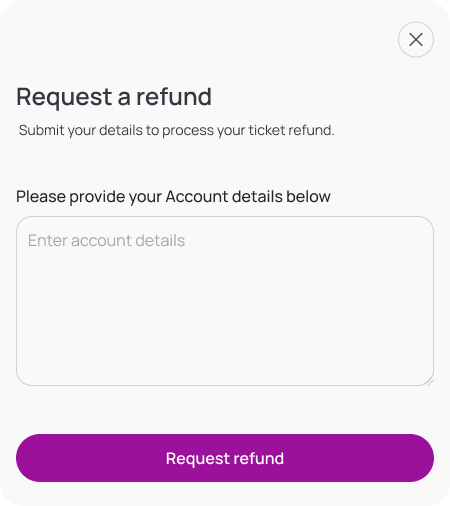 Request a refund
Submit your details to process your ticket refund.
Please provide your Account details below
Enter account details
Request refund